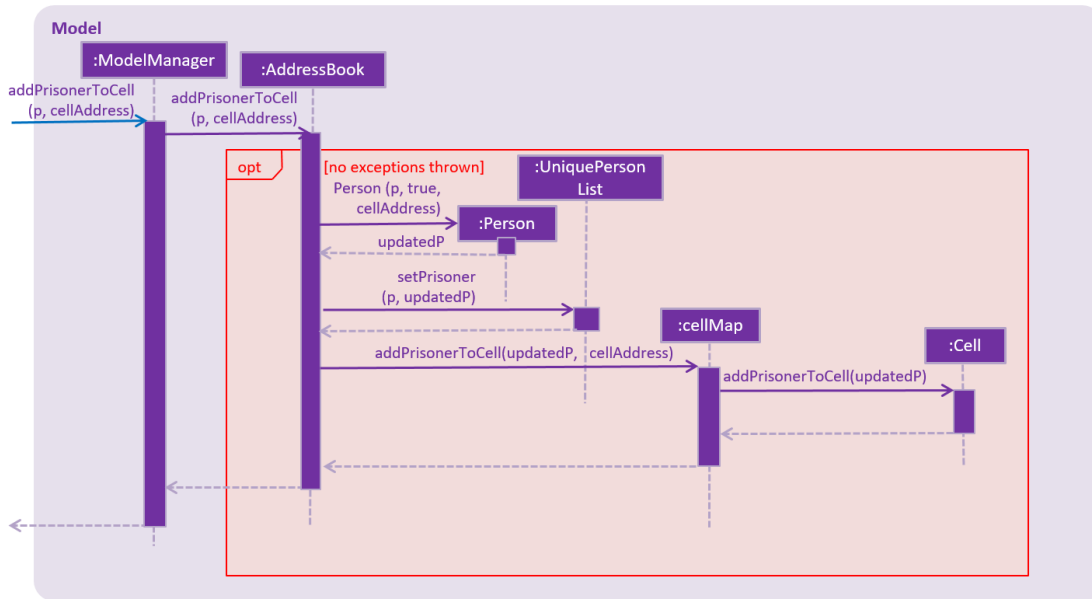 Model
:ModelManager
:AddressBook
addPrisonerToCell
(p, cellAddress)
addPrisonerToCell
(p, cellAddress)
opt
[no exceptions thrown]
:UniquePerson
List
Person (p, true,
cellAddress)
:Person
updatedP
setPrisoner
(p, updatedP)
:cellMap
:Cell
addPrisonerToCell(updatedP, cellAddress)
addPrisonerToCell(updatedP)